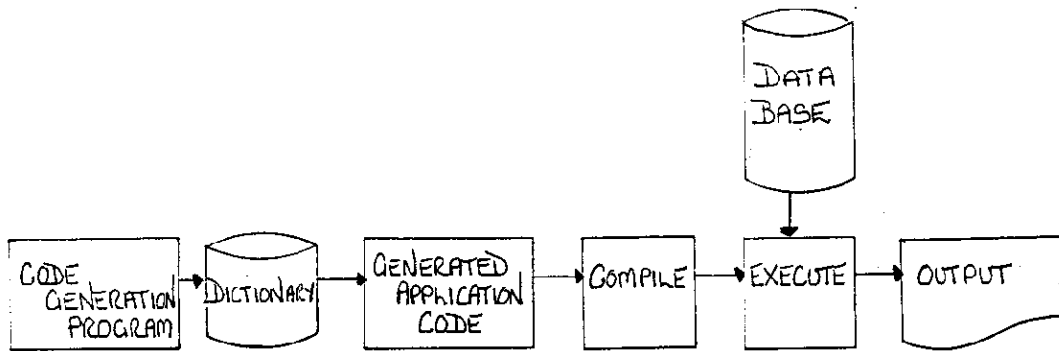 DATA
BASE
CODE
GENERATION
PROGRAM
DICTIONARY
GENERATED
APPLICATION
CODE
COMPILE
EXECUTE
OUTPUT